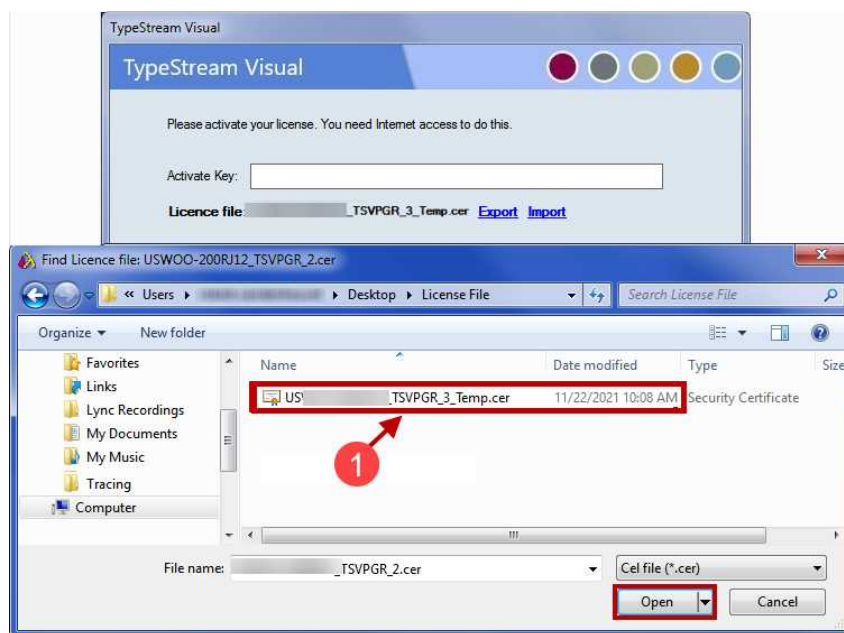 TypeStream Visual
TypeStream Visual
Please activate your license. You need Internet access to do this.
Activate Key:
Licence file: _TSVPGR_3_Temp.cer Export Import
Find Licence file: USWOO-200RJ12_TSVPGR_2.cer
« Users Desktop License File Search License File
Organize New folder
Favorites
Links
Lync Recordings
My Documents
My Music
Tracing
Computer
Name Date modified Type Size
US _TSVPGR_3_Temp.cer 11/22/2021 10:08 AM Security Certificate
1
File name: _TSVPGR_2.cer Cel file (*.cer)
Open Cancel